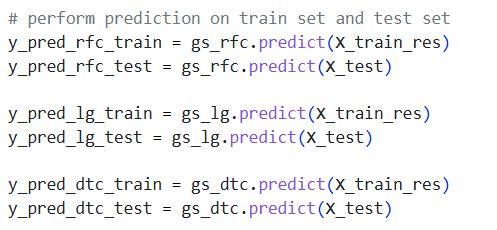 # perform prediction on train set and test set
y_pred_rfc_train = gs_rfc.predict(X_train_res)
y_pred_rfc_test = gs_rfc.predict(X_test)
y_pred_lg_train = gs_lg.predict(X_train_res)
y_pred_lg_test = gs_lg.predict(X_test)
y_pred_dtc_train = gs_dtc.predict(X_train_res)
y_pred_dtc_test = gs_dtc.predict(X_test)